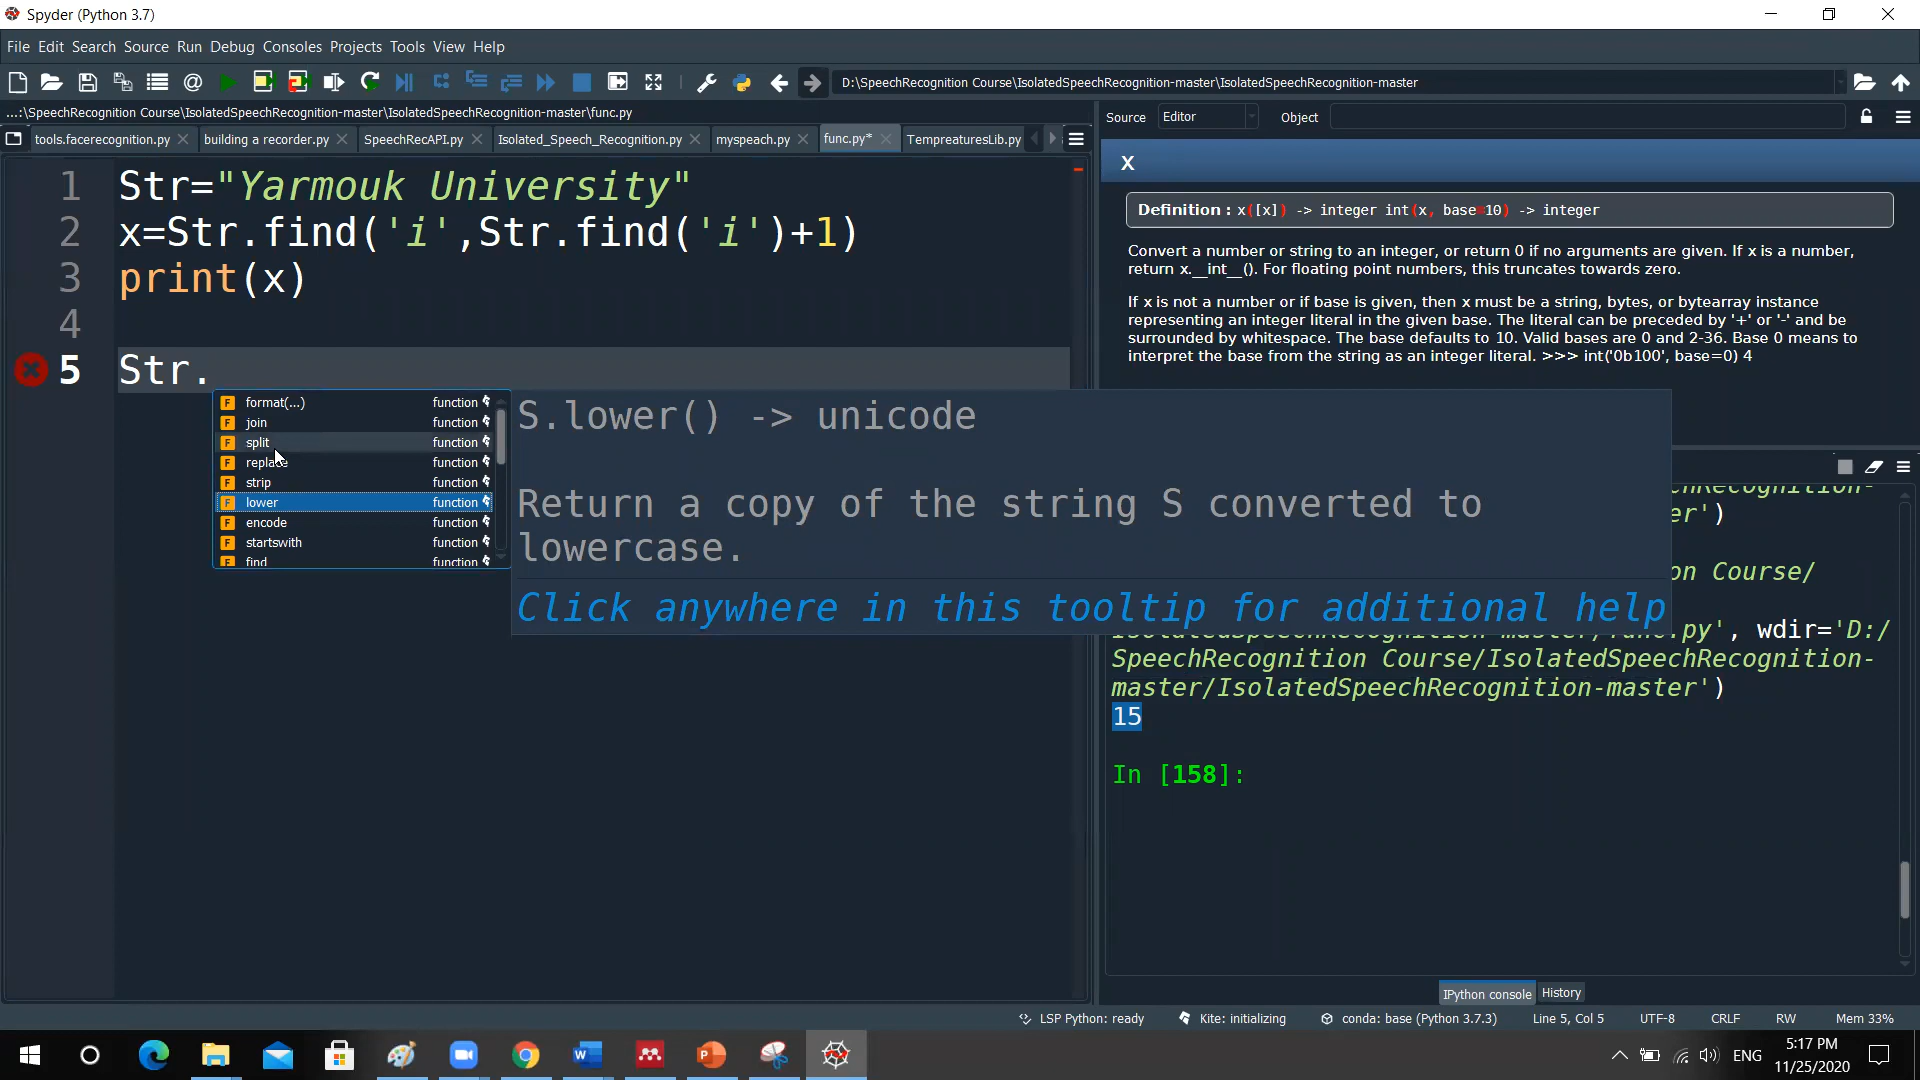 Spyder (Python 3.7)
File Edit Search Source Run Debug Consoles Projects Tools View Help
D:\SpeechRecognition Course\IsolatedSpeechRecognition-master\IsolatedSpeechRecognition-master
...:\SpeechRecognition Course\IsolatedSpeechRecognition-master\IsolatedSpeechRecognition-master\func.py
tools.facerecognition.py building a recorder.py SpeechRecAPI.py Isolated_Speech_Recognition.py myspeach.py func.py* TempreaturesLib.py
1 Str="Yarmouk University"
2 x=Str.find('i',Str.find('i')+1)
3 print(x)
4
5 Str.
format(...) function
join function
split function
replace function
strip function
lower function
encode function
startswith function
find function
S.lower() -> unicode
Return a copy of the string S converted to
lowercase.
Click anywhere in this tooltip for additional help
Source Editor Object
x
Definition : x([x]) -> integer int(x, base=10) -> integer
Convert a number or string to an integer, or return 0 if no arguments are given. If x is a number,
return x.__int__(). For floating point numbers, this truncates towards zero.
If x is not a number or if base is given, then x must be a string, bytes, or bytearray instance
representing an integer literal in the given base. The literal can be preceded by '+' or '-' and be
surrounded by whitespace. The base defaults to 10. Valid bases are 0 and 2-36. Base 0 means to
interpret the base from the string as an integer literal. >>> int('0b100', base=0) 4
er')
on Course/
py', wdir='D:/
SpeechRecognition Course/IsolatedSpeechRecognition-
master/IsolatedSpeechRecognition-master')
15
In [158]:
IPython console History
LSP Python: ready Kite: initializing conda: base (Python 3.7.3) Line 5, Col 5 UTF-8 CRLF RW Mem 33%
ENG
5:17 PM
11/25/2020